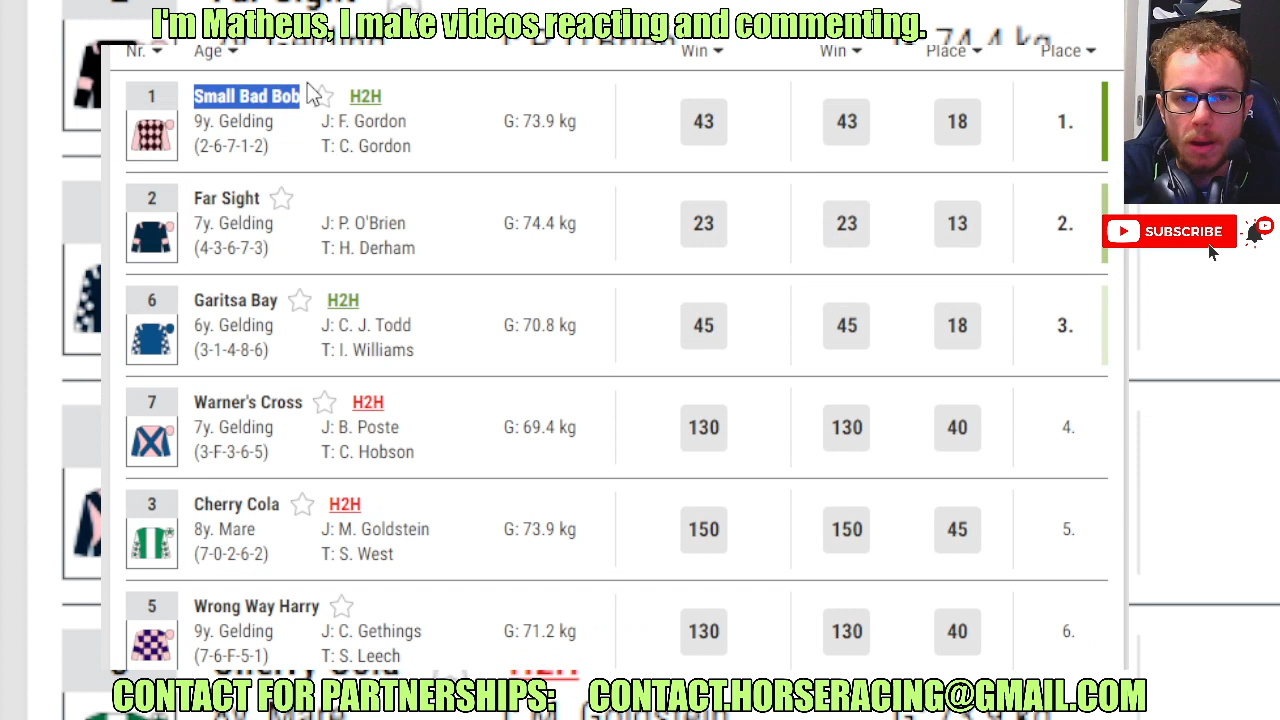 Far Sight
I'm Matheus, I make videos reacting and commenting.
74.4 kg
Nr. Age Win Win Place Place
1 Small Bad Bob H2H
9y. Gelding J: F. Gordon G: 73.9 kg 43 43 18 1.
(2-6-7-1-2) T: C. Gordon
2 Far Sight
7y. Gelding J: P. O'Brien G: 74.4 kg 23 23 13 2.
(4-3-6-7-3) T: H. Derham
SUBSCRIBE
6 Garitsa Bay H2H
6y. Gelding J: C. J. Todd G: 70.8 kg 45 45 18 3.
(3-1-4-8-6) T: I. Williams
7 Warner's Cross H2H
7y. Gelding J: B. Poste G: 69.4 kg 130 130 40 4.
(3-F-3-6-5) T: C. Hobson
3 Cherry Cola H2H
8y. Mare J: M. Goldstein G: 73.9 kg 150 150 45 5.
(7-0-2-6-2) T: S. West
5 Wrong Way Harry
9y. Gelding J: C. Gethings G: 71.2 kg 130 130 40 6.
(7-6-F-5-1) T: S. Leech
CONTACT FOR PARTNERSHIPS: CONTACT.HORSERACING@GMAIL.COM